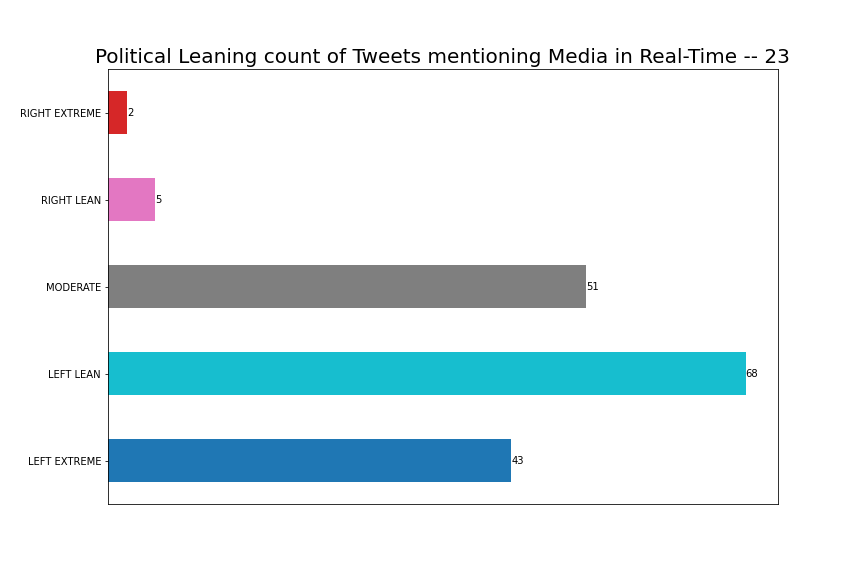 Political Leaning count of Tweets mentioning Media in Real-Time -- 23
RIGHT EXTREME 2
RIGHT LEAN 5
MODERATE 51
LEFT LEAN 68
LEFT EXTREME 43